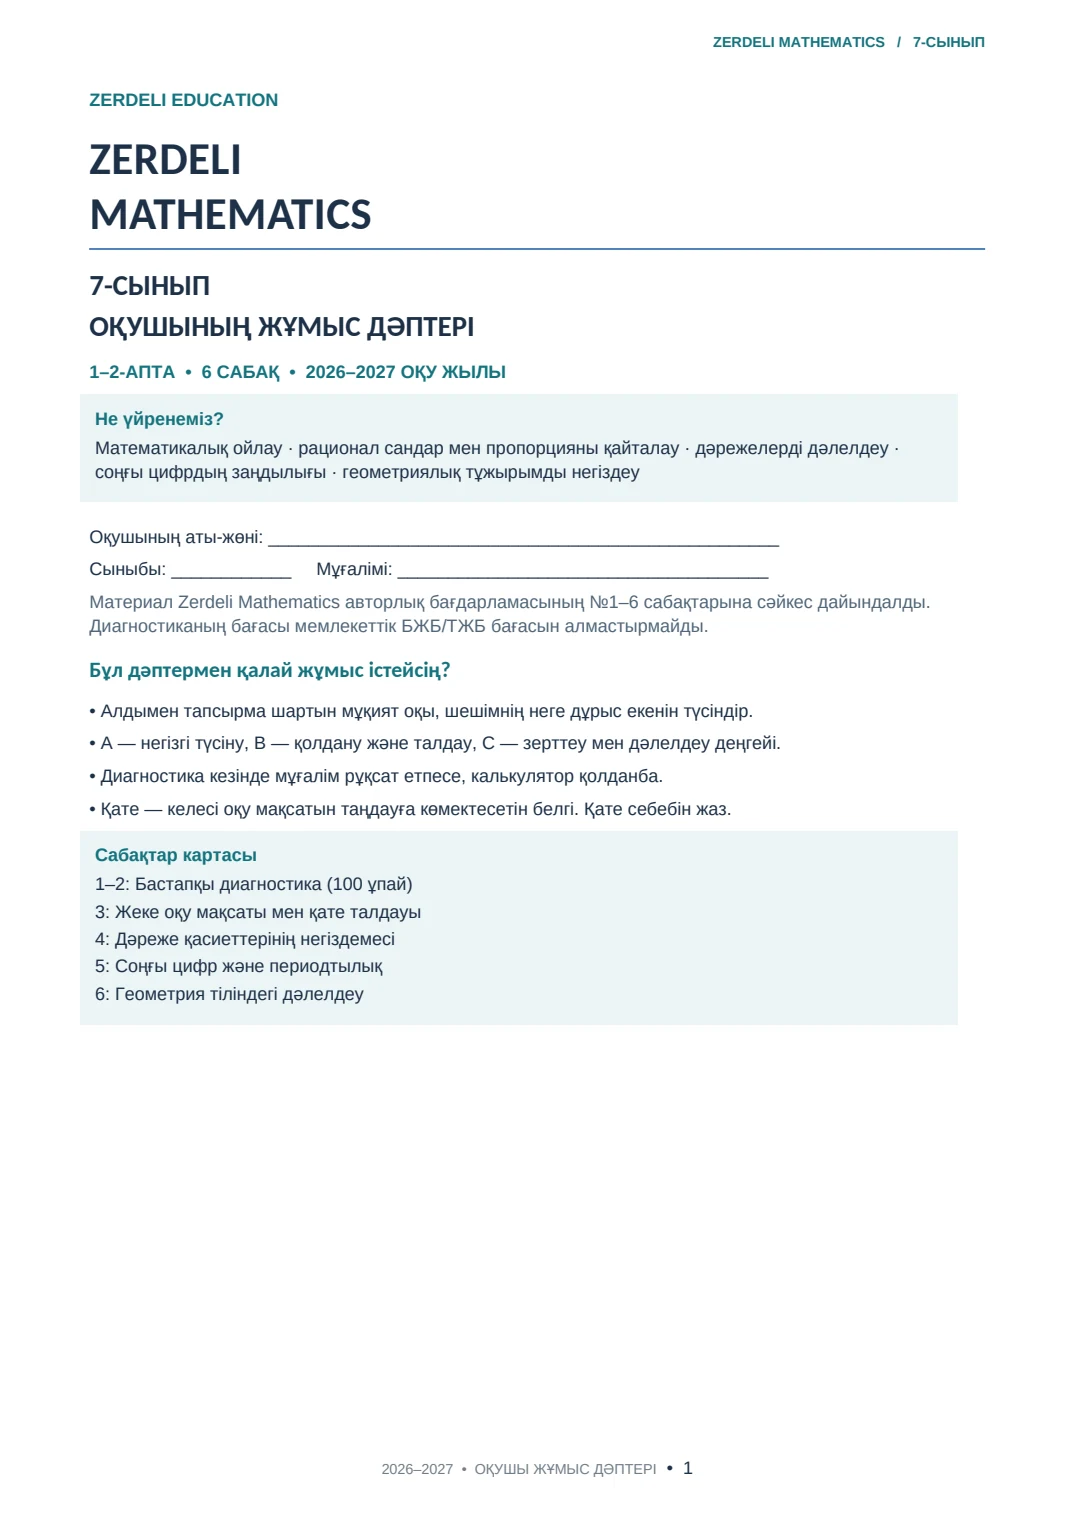 ZERDELI MATHEMATICS / 7-СЫНЫП
ZERDELI EDUCATION
ZERDELI
MATHEMATICS
7-СЫНЫП
ОҚУШЫНЫҢ ЖҰМЫС ДӘПТЕРІ
1–2-АПТА • 6 САБАҚ • 2026–2027 ОҚУ ЖЫЛЫ
Не үйренеміз?
Математикалық ойлау · рационал сандар мен пропорцияны қайталау · дәрежелерді дәлелдеу ·
соңғы цифрдың заңдылығы · геометриялық тұжырымды негіздеу
Оқушының аты-жөні: ___________________________________________________
Сыныбы: ____________ Мұғалімі: _____________________________________
Материал Zerdeli Mathematics авторлық бағдарламасының №1–6 сабақтарына сәйкес дайындалды.
Диагностиканың бағасы мемлекеттік БЖБ/ТЖБ бағасын алмастырмайды.
Бұл дәптермен қалай жұмыс істейсің?
• Алдымен тапсырма шартын мұқият оқы, шешімнің неге дұрыс екенін түсіндір.
• A — негізгі түсіну, B — қолдану және талдау, C — зерттеу мен дәлелдеу деңгейі.
• Диагностика кезінде мұғалім рұқсат етпесе, калькулятор қолданба.
• Қате — келесі оқу мақсатын таңдауға көмектесетін белгі. Қате себебін жаз.
Сабақтар картасы
1–2: Бастапқы диагностика (100 ұпай)
3: Жеке оқу мақсаты мен қате талдауы
4: Дәреже қасиеттерінің негіздемесі
5: Соңғы цифр және периодтылық
6: Геометрия тіліндегі дәлелдеу
2026–2027 • ОҚУШЫ ЖҰМЫС ДӘПТЕРІ • 1